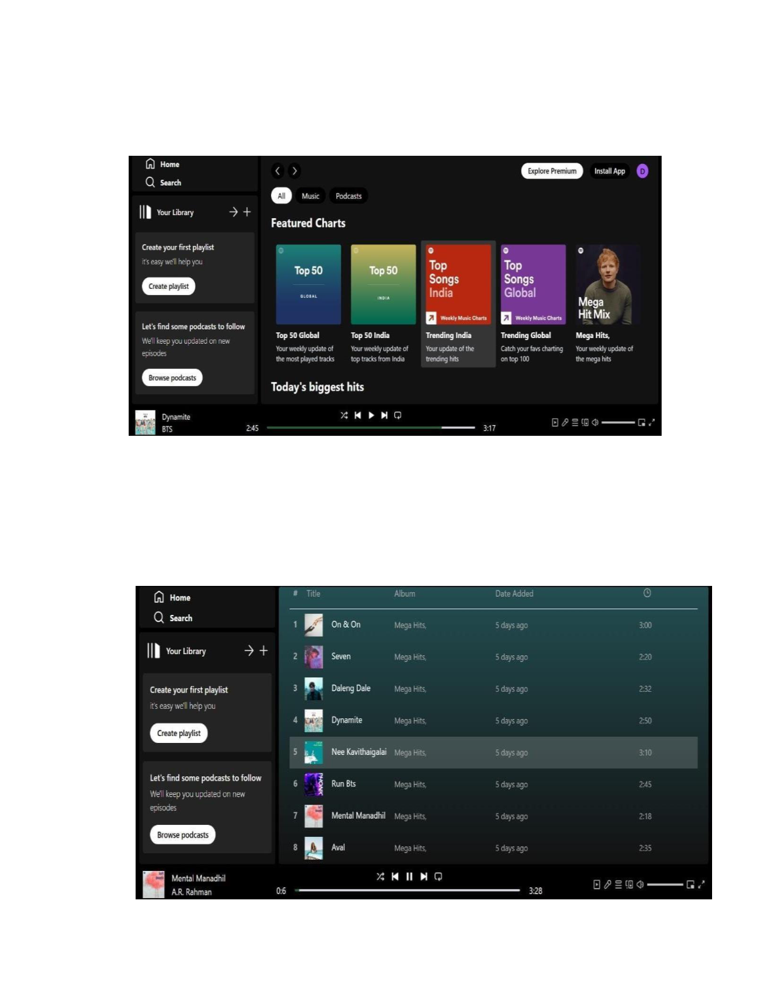 Home
Search
Your Library
Create your first playlist
it's easy we'll help you
Create playlist
Let's find some podcasts to follow
We'll keep you updated on new
episodes
Browse podcasts
Explore Premium Install App D
All Music Podcasts
Featured Charts
Top 50
GLOBAL
Top 50 Global
Your weekly update of
the most played tracks
Top 50
INDIA
Top 50 India
Your weekly update of
top tracks from India
Top
Songs
India
Weekly Music Charts
Trending India
Your update of the
trending hits
Top
Songs
Global
Weekly Music Charts
Trending Global
Catch your favs charting
on top 100
Mega
Hit Mix
Mega Hits,
Your weekly update of
the mega hits
Today's biggest hits
Dynamite
BTS
2:45 3:17
Home
Search
Your Library
Create your first playlist
it's easy we'll help you
Create playlist
Let's find some podcasts to follow
We'll keep you updated on new
episodes
Browse podcasts
# Title Album Date Added
1 On & On Mega Hits, 5 days ago 3:00
2 Seven Mega Hits, 5 days ago 2:20
3 Daleng Dale Mega Hits, 5 days ago 2:32
4 Dynamite Mega Hits, 5 days ago 2:50
5 Nee Kavithaigalai Mega Hits, 5 days ago 3:10
6 Run Bts Mega Hits, 5 days ago 2:45
7 Mental Manadhil Mega Hits, 5 days ago 2:18
8 Aval Mega Hits, 5 days ago 2:35
Mental Manadhil
A.R. Rahman
0:6 3:28